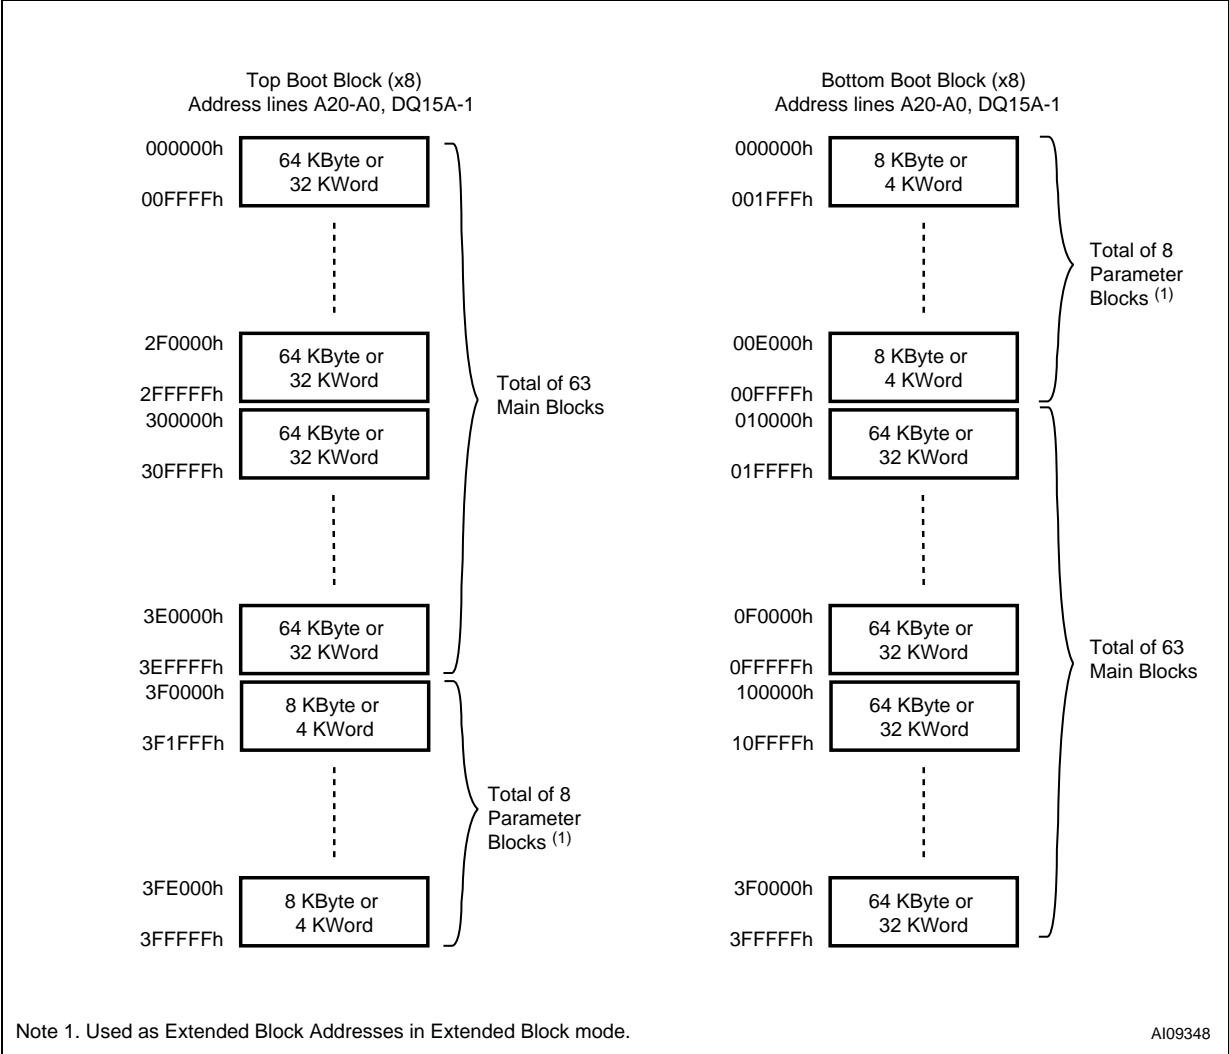 Top Boot Block (x8)
Address lines A20-A0, DQ15A-1
000000h
64 KByte or
32 KWord
00FFFFh
2F0000h
64 KByte or
32 KWord
2FFFFFh
300000h
64 KByte or
32 KWord
30FFFFh
Total of 63
Main Blocks
3E0000h
64 KByte or
32 KWord
3EFFFFh
3F0000h
8 KByte or
4 KWord
3F1FFFh
Total of 8
Parameter
Blocks (1)
3FE000h
8 KByte or
4 KWord
3FFFFFh
Bottom Boot Block (x8)
Address lines A20-A0, DQ15A-1
000000h
8 KByte or
4 KWord
001FFFh
Total of 8
Parameter
Blocks (1)
00E000h
8 KByte or
4 KWord
00FFFFh
010000h
64 KByte or
32 KWord
01FFFFh
0F0000h
64 KByte or
32 KWord
0FFFFFh
Total of 63
Main Blocks
100000h
64 KByte or
32 KWord
10FFFFh
3F0000h
64 KByte or
32 KWord
3FFFFFh
Note 1. Used as Extended Block Addresses in Extended Block mode.
AI09348